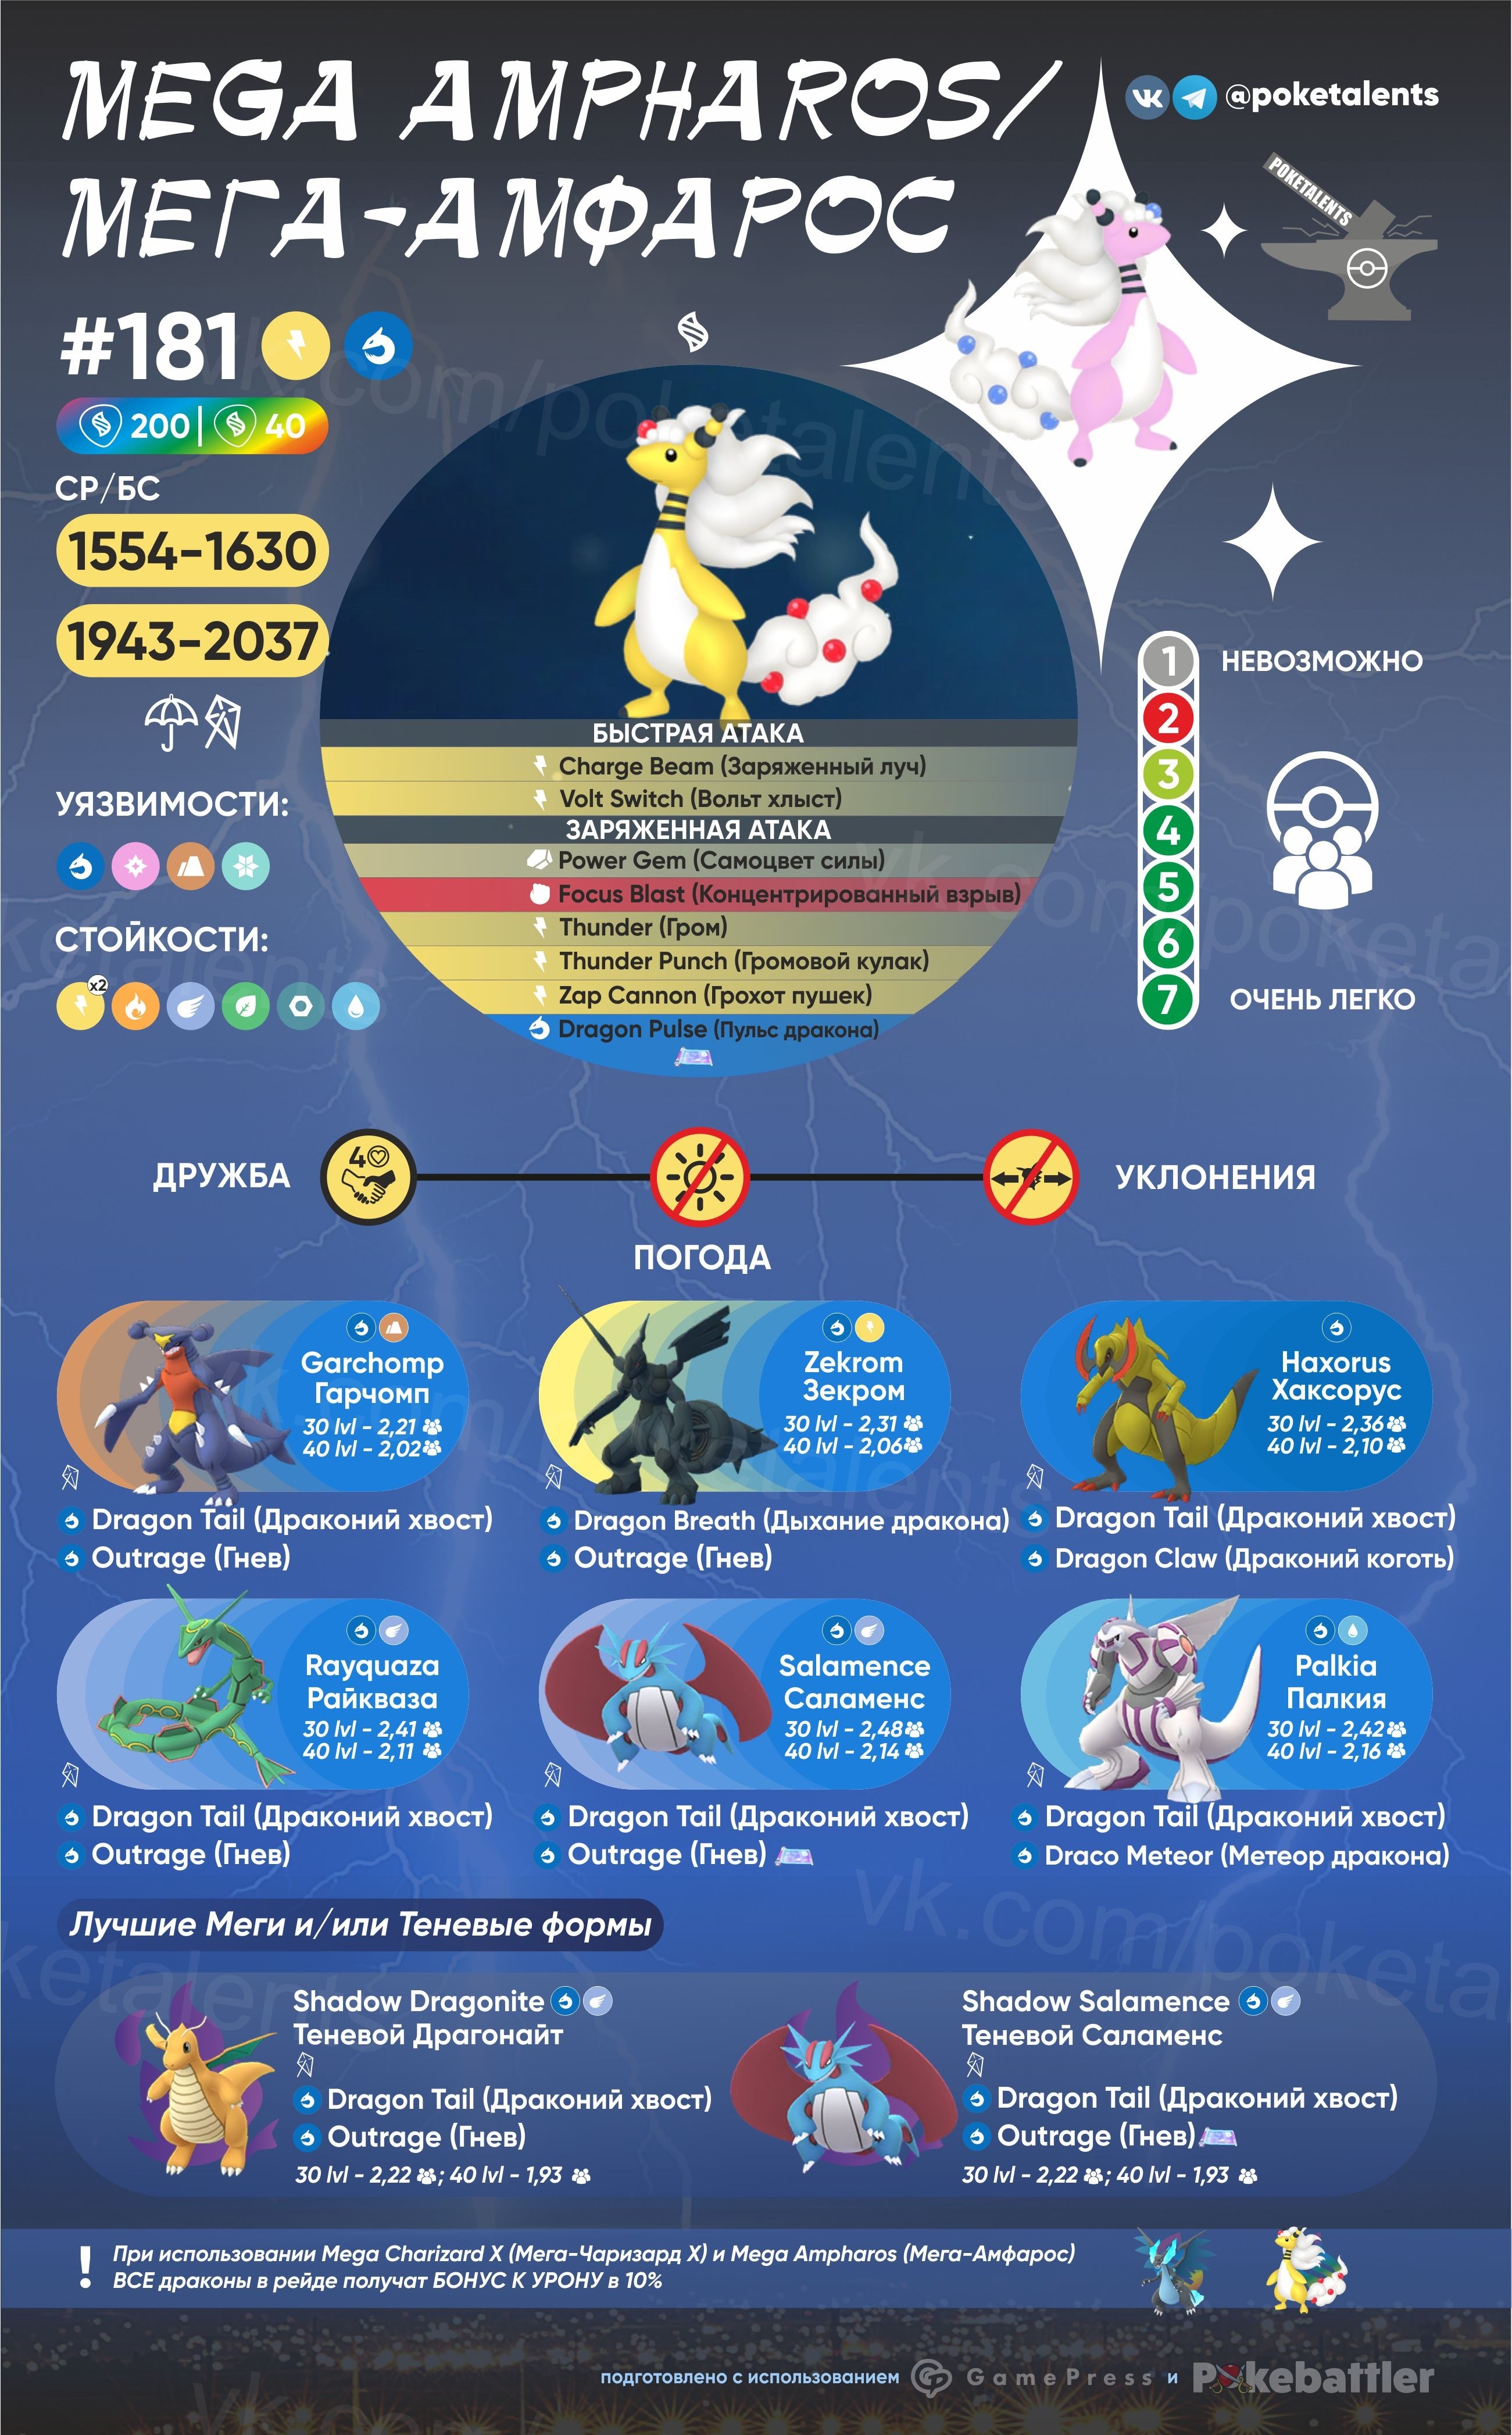 MEGA AMPHAROS/
МЕГА-АМФАРОС
@poketalents
POKETALENTS
#181
200 | 40
CP/БС
1554-1630
1943-2037
УЯЗВИМОСТИ:
СТОЙКОСТИ:
x2
БЫСТРАЯ АТАКА
Charge Beam (Заряженный луч)
Volt Switch (Вольт хлыст)
ЗАРЯЖЕННАЯ АТАКА
Power Gem (Самоцвет силы)
Focus Blast (Концентрированный взрыв)
Thunder (Гром)
Thunder Punch (Громовой кулак)
Zap Cannon (Грохот пушек)
Dragon Pulse (Пульс дракона)
1 НЕВОЗМОЖНО
2
3
4
5
6
7 ОЧЕНЬ ЛЕГКО
ДРУЖБА
4
ПОГОДА
УКЛОНЕНИЯ
Garchomp
Гарчомп
30 lvl - 2,21
40 lvl - 2,02
Dragon Tail (Драконий хвост)
Outrage (Гнев)
Zekrom
Зекром
30 lvl - 2,31
40 lvl - 2,06
Dragon Breath (Дыхание дракона)
Outrage (Гнев)
Haxorus
Хаксорус
30 lvl - 2,36
40 lvl - 2,10
Dragon Tail (Драконий хвост)
Dragon Claw (Драконий коготь)
Rayquaza
Райкваза
30 lvl - 2,41
40 lvl - 2,11
Dragon Tail (Драконий хвост)
Outrage (Гнев)
Salamence
Саламенс
30 lvl - 2,48
40 lvl - 2,14
Dragon Tail (Драконий хвост)
Outrage (Гнев)
Palkia
Палкия
30 lvl - 2,42
40 lvl - 2,16
Dragon Tail (Драконий хвост)
Draco Meteor (Метеор дракона)
Лучшие Меги и/или Теневые формы
Shadow Dragonite
Теневой Драгонайт
Dragon Tail (Драконий хвост)
Outrage (Гнев)
30 lvl - 2,22 ; 40 lvl - 1,93
Shadow Salamence
Теневой Саламенс
Dragon Tail (Драконий хвост)
Outrage (Гнев)
30 lvl - 2,22 ; 40 lvl - 1,93
! При использовании Mega Charizard X (Мега-Чаризард X) и Mega Ampharos (Мега-Амфарос)
ВСЕ драконы в рейде получат БОНУС К УРОНУ в 10%
подготовлено с использованием GamePress и Pokebattler
vk.com/poketalents